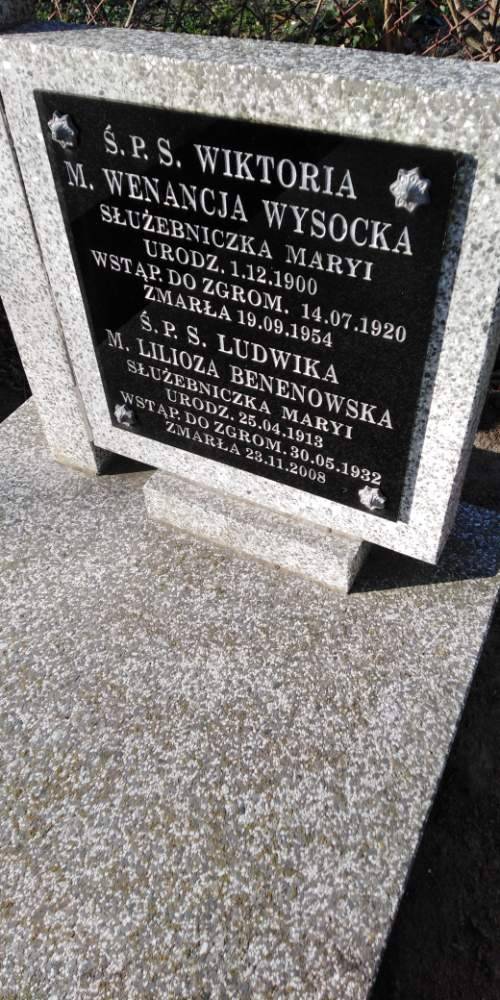 Ś.P.S. WIKTORIA
M. WENANCJA WYSOCKA
SŁUŻEBNICZKA MARYI
URODZ. 1.12.1900
WSTĄP. DO ZGROM. 14.07.1920
ZMARŁA 19.09.1954
Ś.P.S. LUDWIKA
M. LILIOZA BENENOWSKA
SŁUŻEBNICZKA MARYI
URODZ. 25.04.1913
WSTĄP. DO ZGROM. 30.05.1932
ZMARŁA 23.11.2008